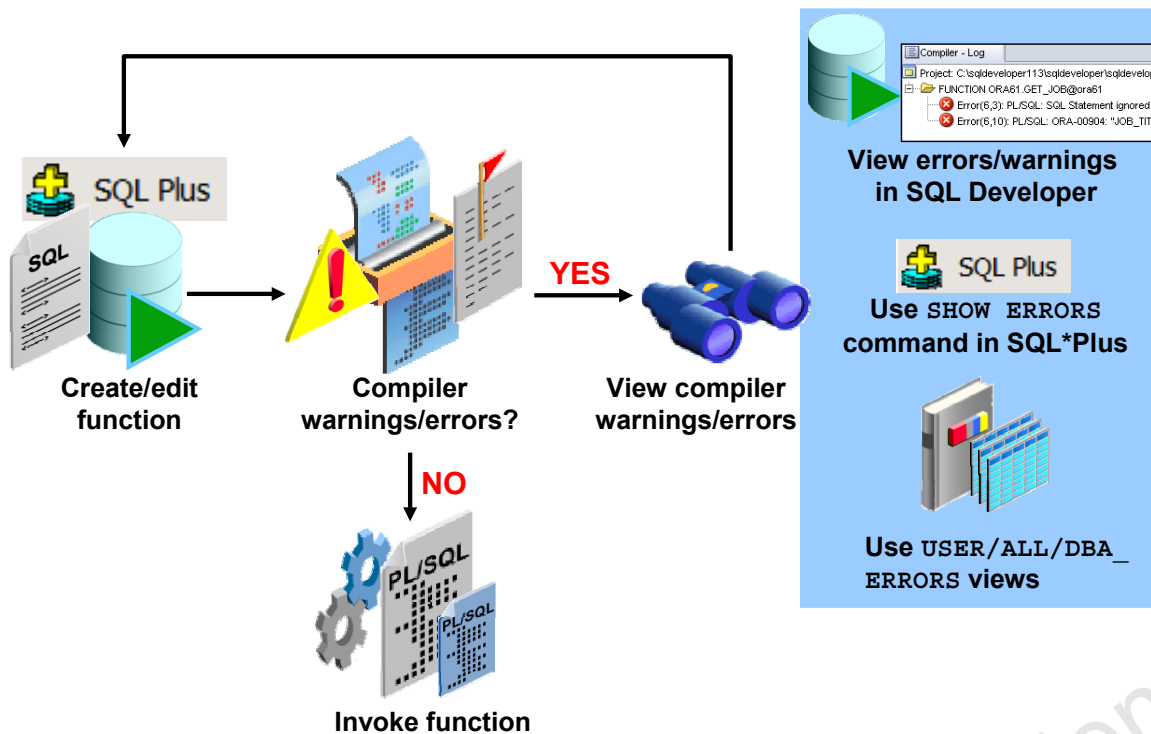 SQL Plus
SQL
Create/edit
function
Compiler
warnings/errors?
YES
View compiler
warnings/errors
NO
PL/SQL
PL/SQL
Invoke function
Compiler - Log
Project: C:\sqldeveloper113\sqldeveloper\sqldevelop
FUNCTION ORA61.GET_JOB@ora61
Error(6,3): PL/SQL: SQL Statement ignored
Error(6,10): PL/SQL: ORA-00904: "JOB_TIT
View errors/warnings
in SQL Developer
SQL Plus
Use SHOW ERRORS
command in SQL*Plus
Use USER/ALL/DBA_
ERRORS views